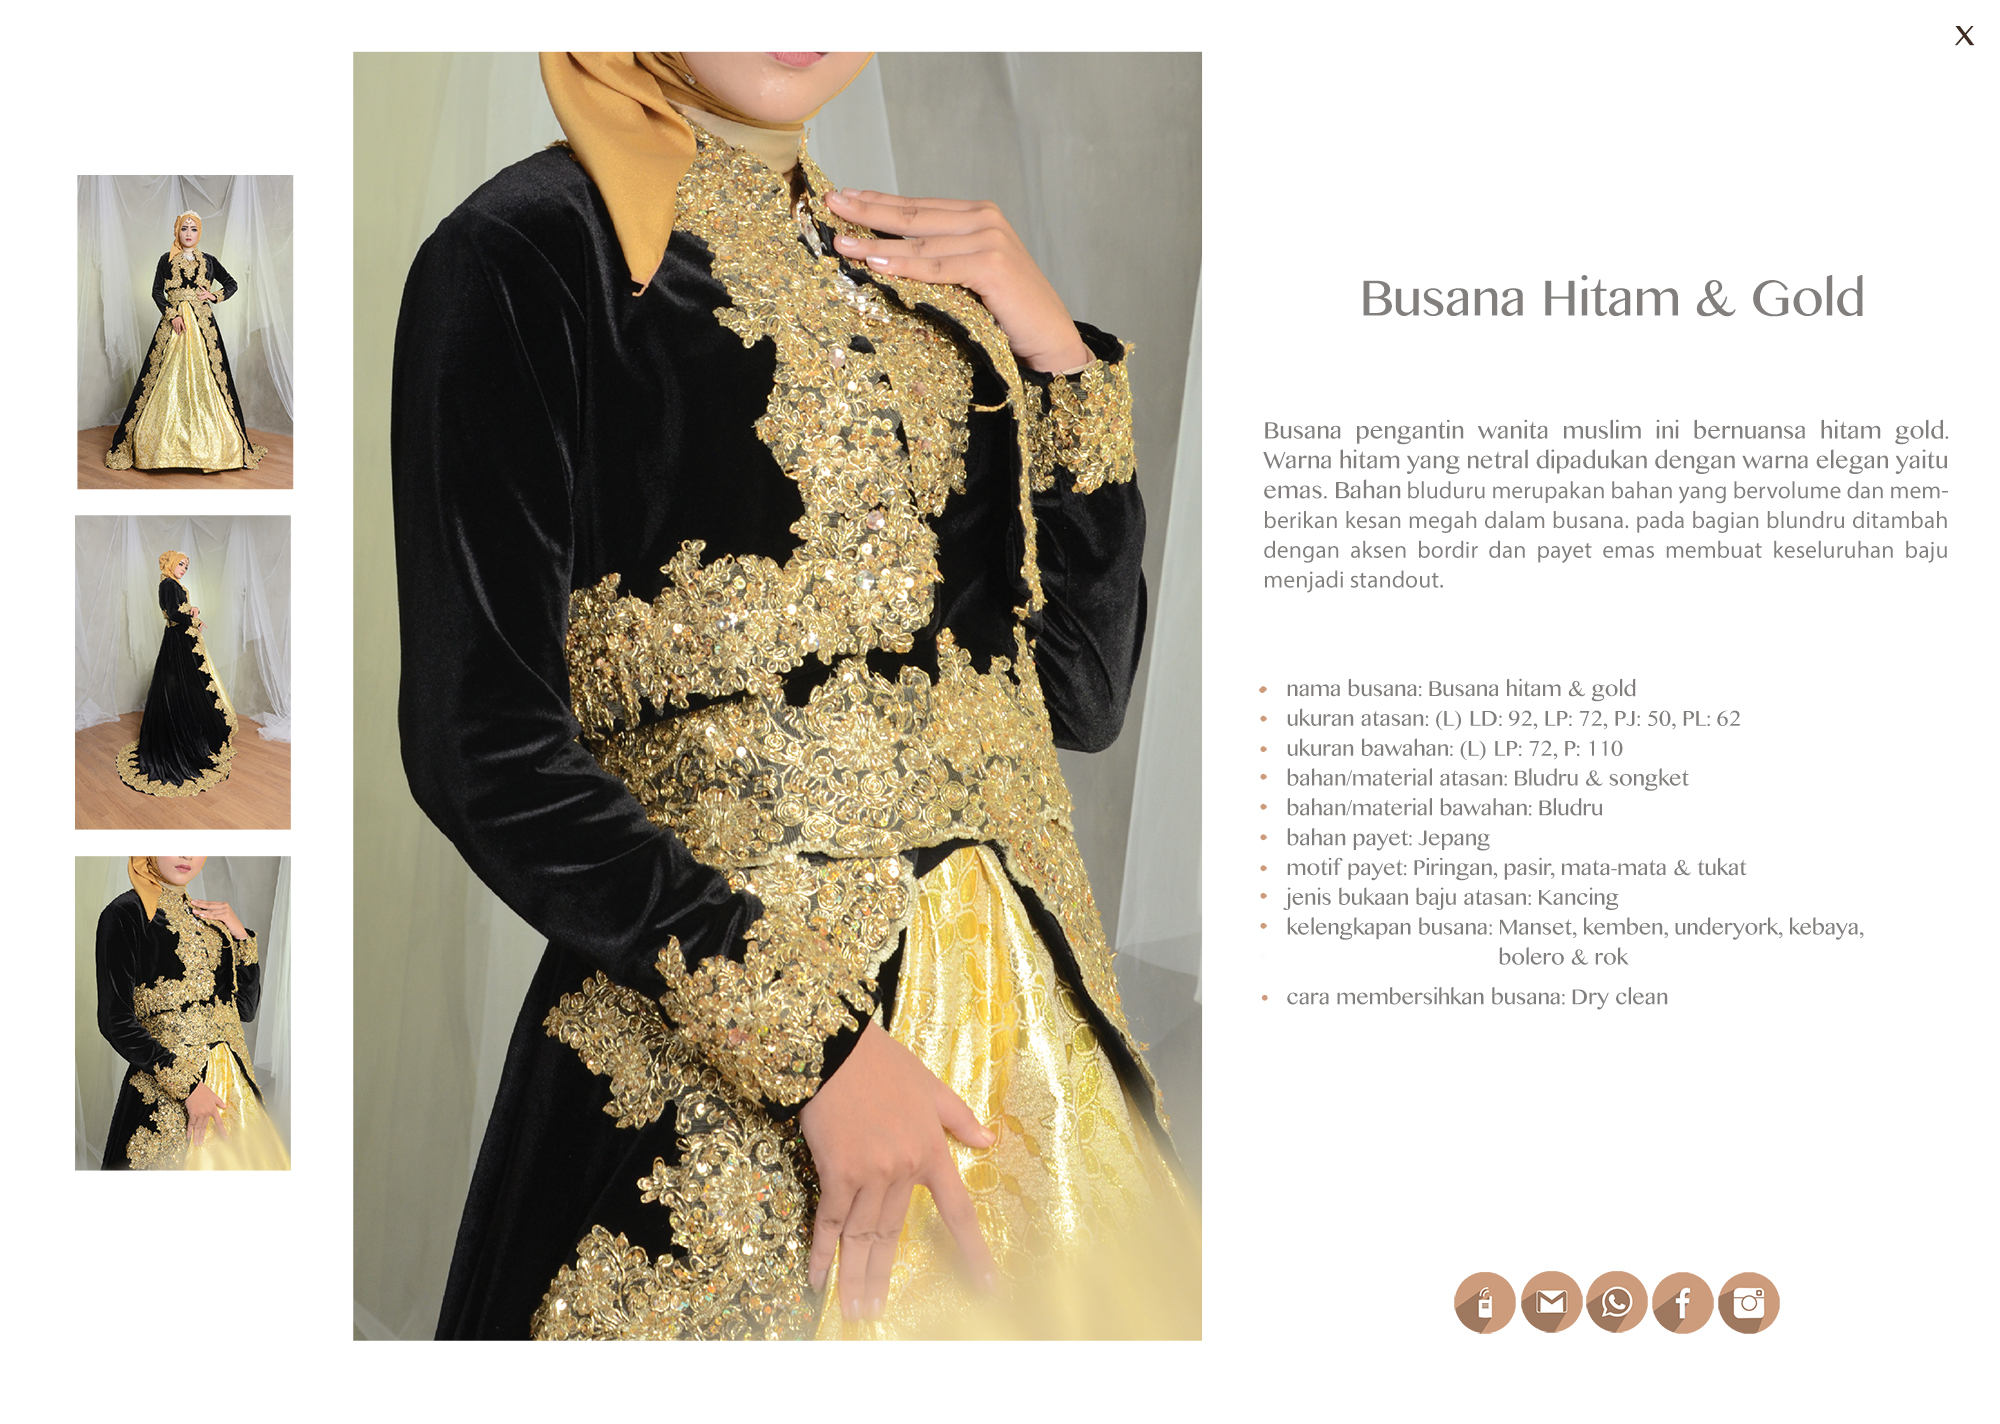 X
Busana Hitam & Gold
Busana pengantin wanita muslim ini bernuansa hitam gold.
Warna hitam yang netral dipadukan dengan warna elegan yaitu
emas. Bahan bluduru merupakan bahan yang bervolume dan mem-
berikan kesan megah dalam busana. pada bagian blundru ditambah
dengan aksen bordir dan payet emas membuat keseluruhan baju
menjadi standout.
• nama busana: Busana hitam & gold
• ukuran atasan: (L) LD: 92, LP: 72, PJ: 50, PL: 62
• ukuran bawahan: (L) LP: 72, P: 110
• bahan/material atasan: Bludru & songket
• bahan/material bawahan: Bludru
• bahan payet: Jepang
• motif payet: Piringan, pasir, mata-mata & tukat
• jenis bukaan baju atasan: Kancing
• kelengkapan busana: Manset, kemben, underyork, kebaya,
bolero & rok
• cara membersihkan busana: Dry clean